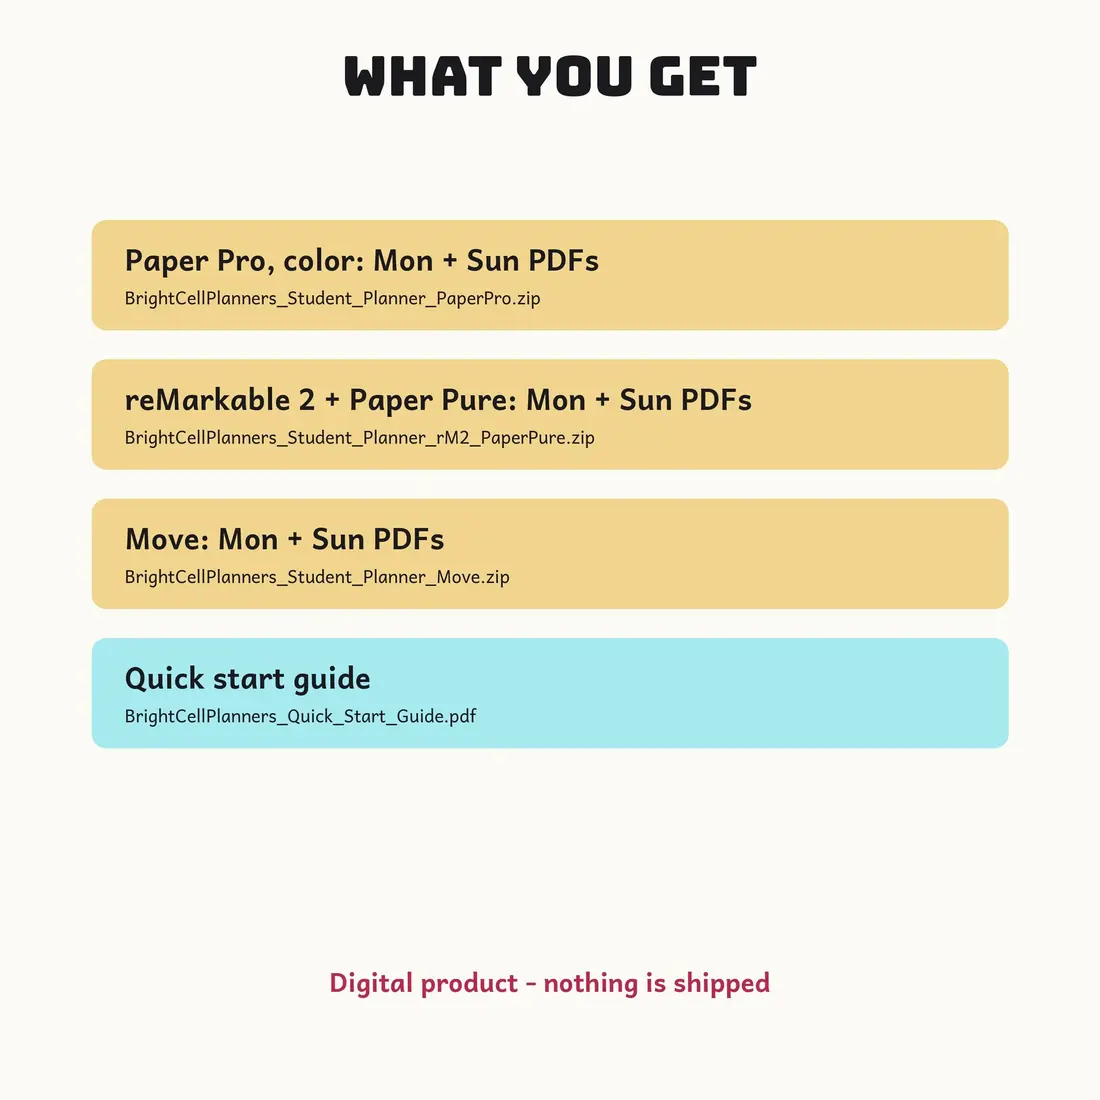 WHAT YOU GET
Paper Pro, color: Mon + Sun PDFs
BrightCellPlanners_Student_Planner_PaperPro.zip
reMarkable 2 + Paper Pure: Mon + Sun PDFs
BrightCellPlanners_Student_Planner_rM2_PaperPure.zip
Move: Mon + Sun PDFs
BrightCellPlanners_Student_Planner_Move.zip
Quick start guide
BrightCellPlanners_Quick_Start_Guide.pdf
Digital product - nothing is shipped